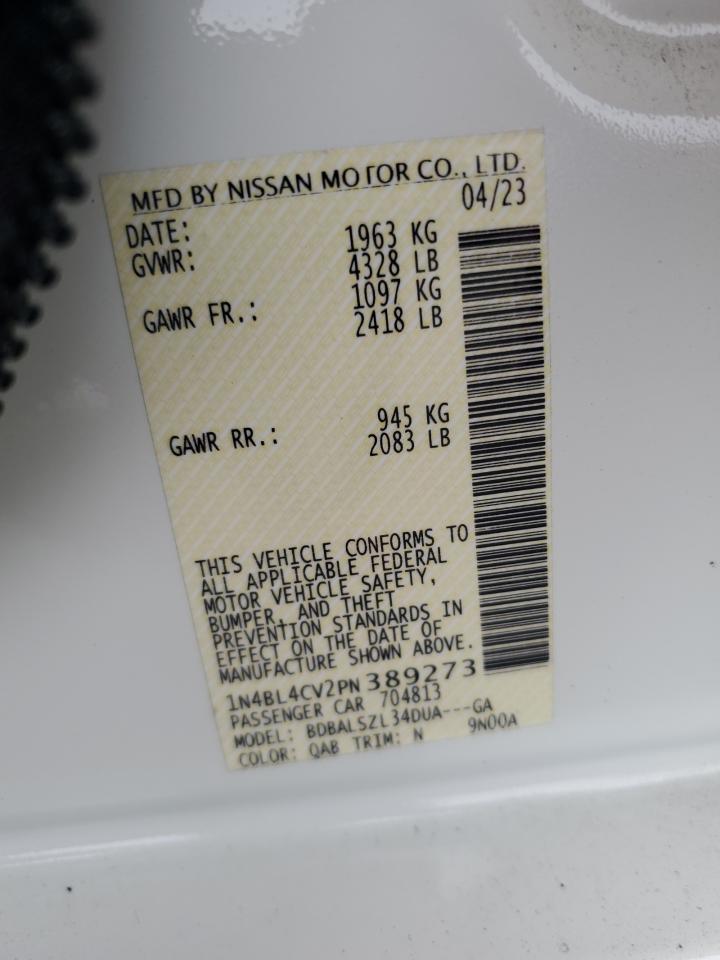 MFD BY NISSAN MOTOR CO., LTD.
DATE: 04/23
GVWR: 1963 KG
4328 LB
GAWR FR.: 1097 KG
2418 LB
GAWR RR.: 945 KG
2083 LB
THIS VEHICLE CONFORMS TO
ALL APPLICABLE FEDERAL
MOTOR VEHICLE SAFETY,
BUMPER, AND THEFT
PREVENTION STANDARDS IN
EFFECT ON THE DATE OF
MANUFACTURE SHOWN ABOVE.
1N4BL4CV2PN389273
PASSENGER CAR 704813
MODEL: BDBALSZL34DUA---GA
COLOR: QAB TRIM: N 9N00A